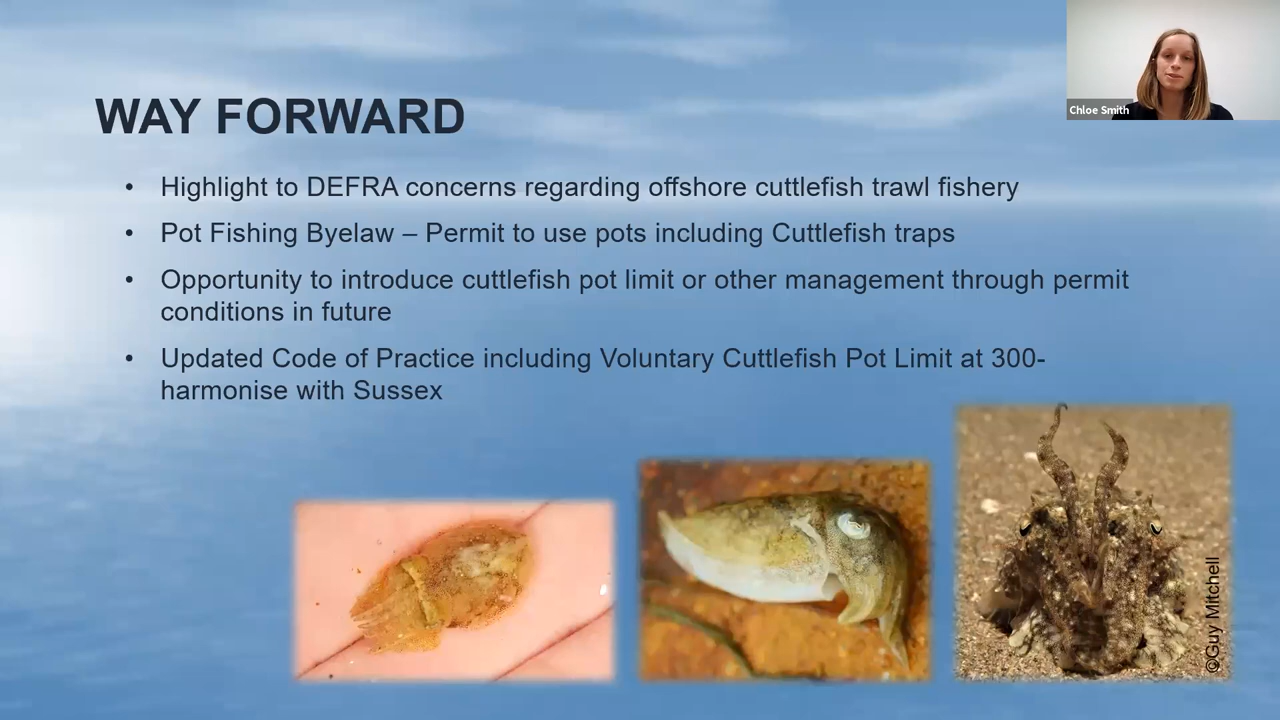 Chloe Smith
WAY FORWARD
• Highlight to DEFRA concerns regarding offshore cuttlefish trawl fishery
• Pot Fishing Byelaw – Permit to use pots including Cuttlefish traps
• Opportunity to introduce cuttlefish pot limit or other management through permit
conditions in future
• Updated Code of Practice including Voluntary Cuttlefish Pot Limit at 300-
harmonise with Sussex
©Guy Mitchell